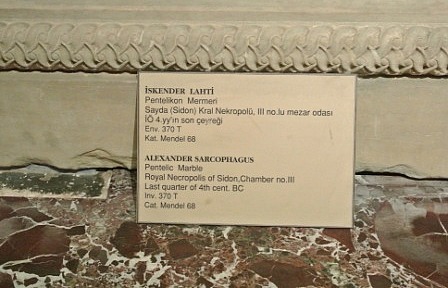 İSKENDER LAHTİ
Pentelikon Mermeri
Sayda (Sidon) Kral Nekropolü, III no.lu mezar odası
İÖ 4.yy'ın son çeyreği
Env. 370 T
Kat. Mendel 68
ALEXANDER SARCOPHAGUS
Pentelic Marble
Royal Necropolis of Sidon,Chamber no.III
Last quarter of 4th cent. BC
Inv. 370 T
Cat. Mendel 68